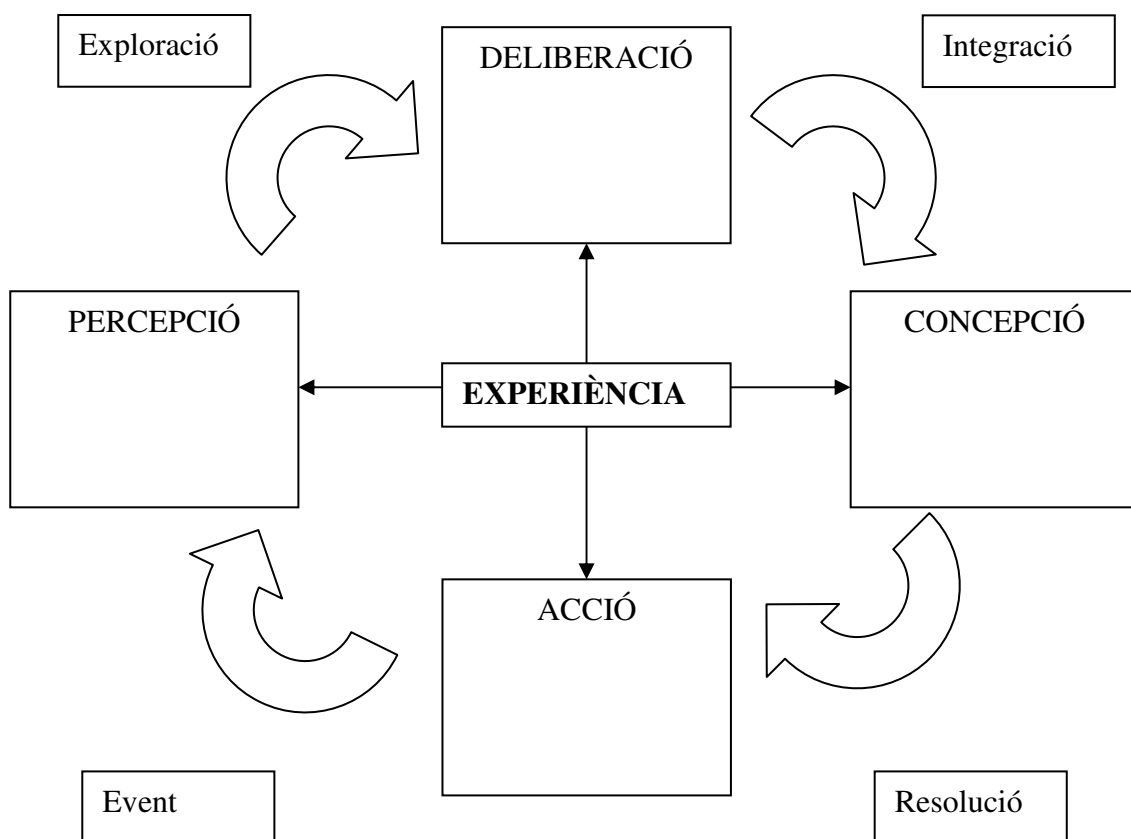 Exploració
DELIBERACIÓ
Integració
PERCEPCIÓ
CONCEPCIÓ
EXPERIÈNCIA
ACCIÓ
Event
Resolució